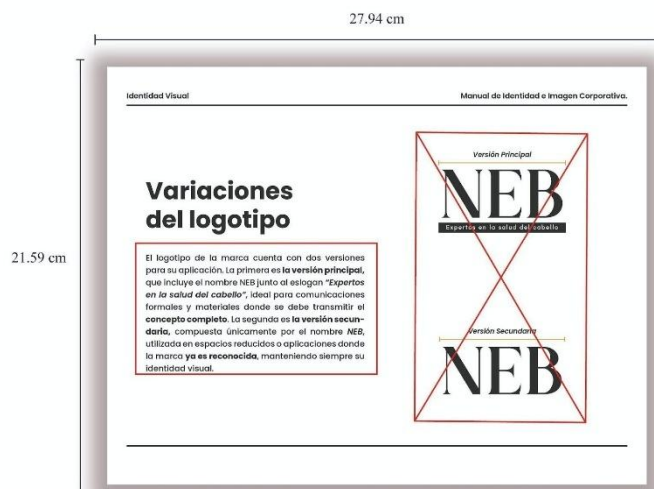 27.94 cm
21.59 cm
Identidad Visual
Manual de Identidad e Imagen Corporativa.
Variaciones
del logotipo
El logotipo de la marca cuenta con dos versiones
para su aplicación. La primera es la versión principal,
que incluye el nombre NEB junto al eslogan "Expertos
en la salud del cabello", ideal para comunicaciones
formales y materiales donde se debe transmitir el
concepto completo. La segunda es la versión secun-
daria, compuesta únicamente por el nombre NEB,
utilizada en espacios reducidos o aplicaciones donde
la marca ya es reconocida, manteniendo siempre su
identidad visual.
Versión Principal
NEB
Expertos en la salud del cabello
Versión Secundaria
NEB